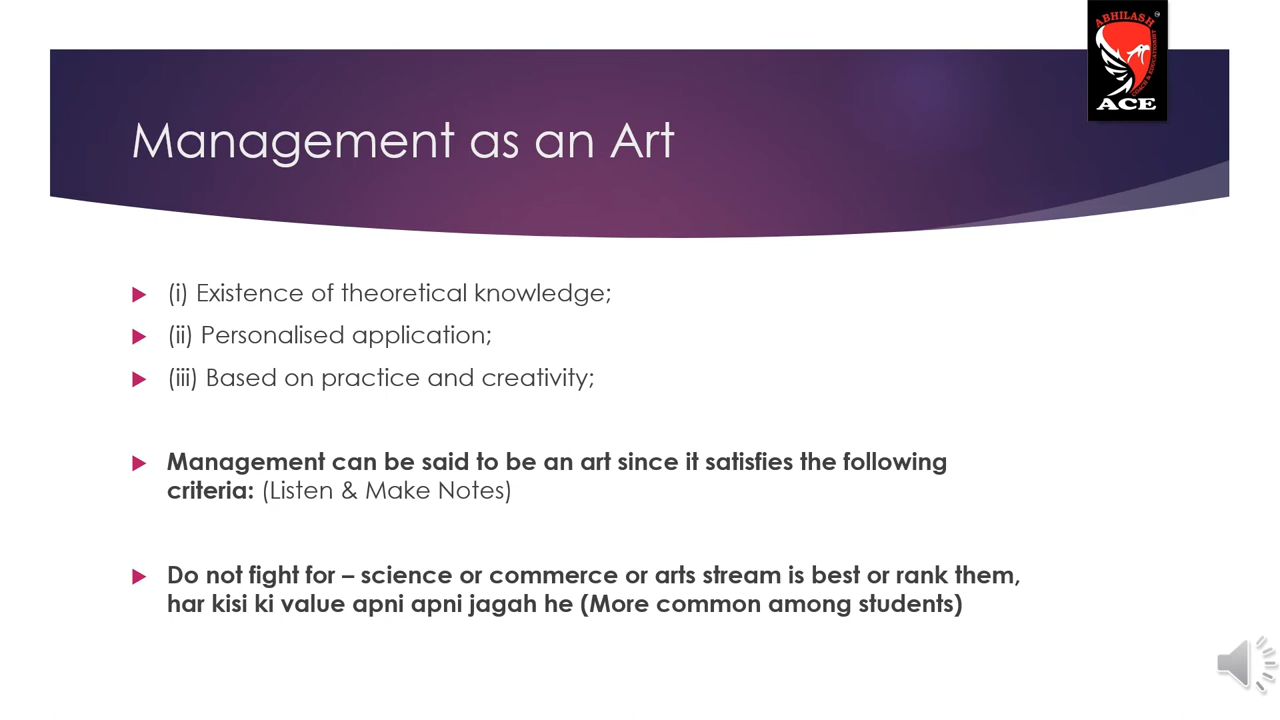 ABHILASH
COACH & EDUCATIONIST
ACE
Management as an Art
(i) Existence of theoretical knowledge;
(ii) Personalised application;
(iii) Based on practice and creativity;
Management can be said to be an art since it satisfies the following
criteria: (Listen & Make Notes)
Do not fight for – science or commerce or arts stream is best or rank them,
har kisi ki value apni apni jagah he (More common among students)